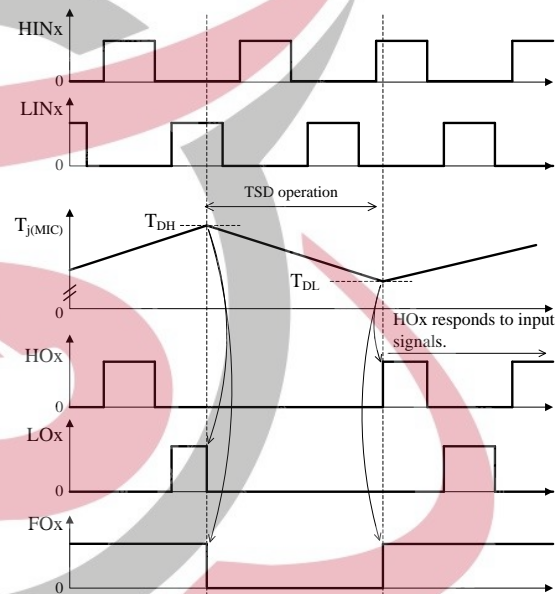 HINx
0
LINx
0
TSD operation
Tj(MIC)
TDH
TDL
0
HOx responds to input
signals.
HOx
0
LOx
0
FOx
0